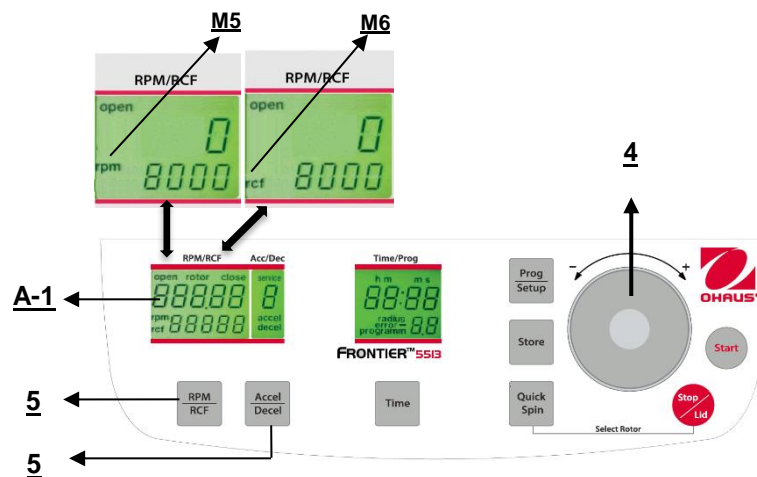 M5
M6
RPM/RCF
RPM/RCF
open
0
rpm
8000
open
0
rcf
8000
4
RPM/RCF
Acc/Dec
Time/Prog
open rotor close
service
888.88
8
rpm
rcf
88888
accel
decel
h m m s
88:88
radius
error
programm
8.8
A-1
FRONTIER™ 5513
Prog
Setup
- +
OHAUS®
Store
Start
5
RPM
RCF
Accel
Decel
Time
Quick
Spin
Stop
Lid
Select Rotor
5